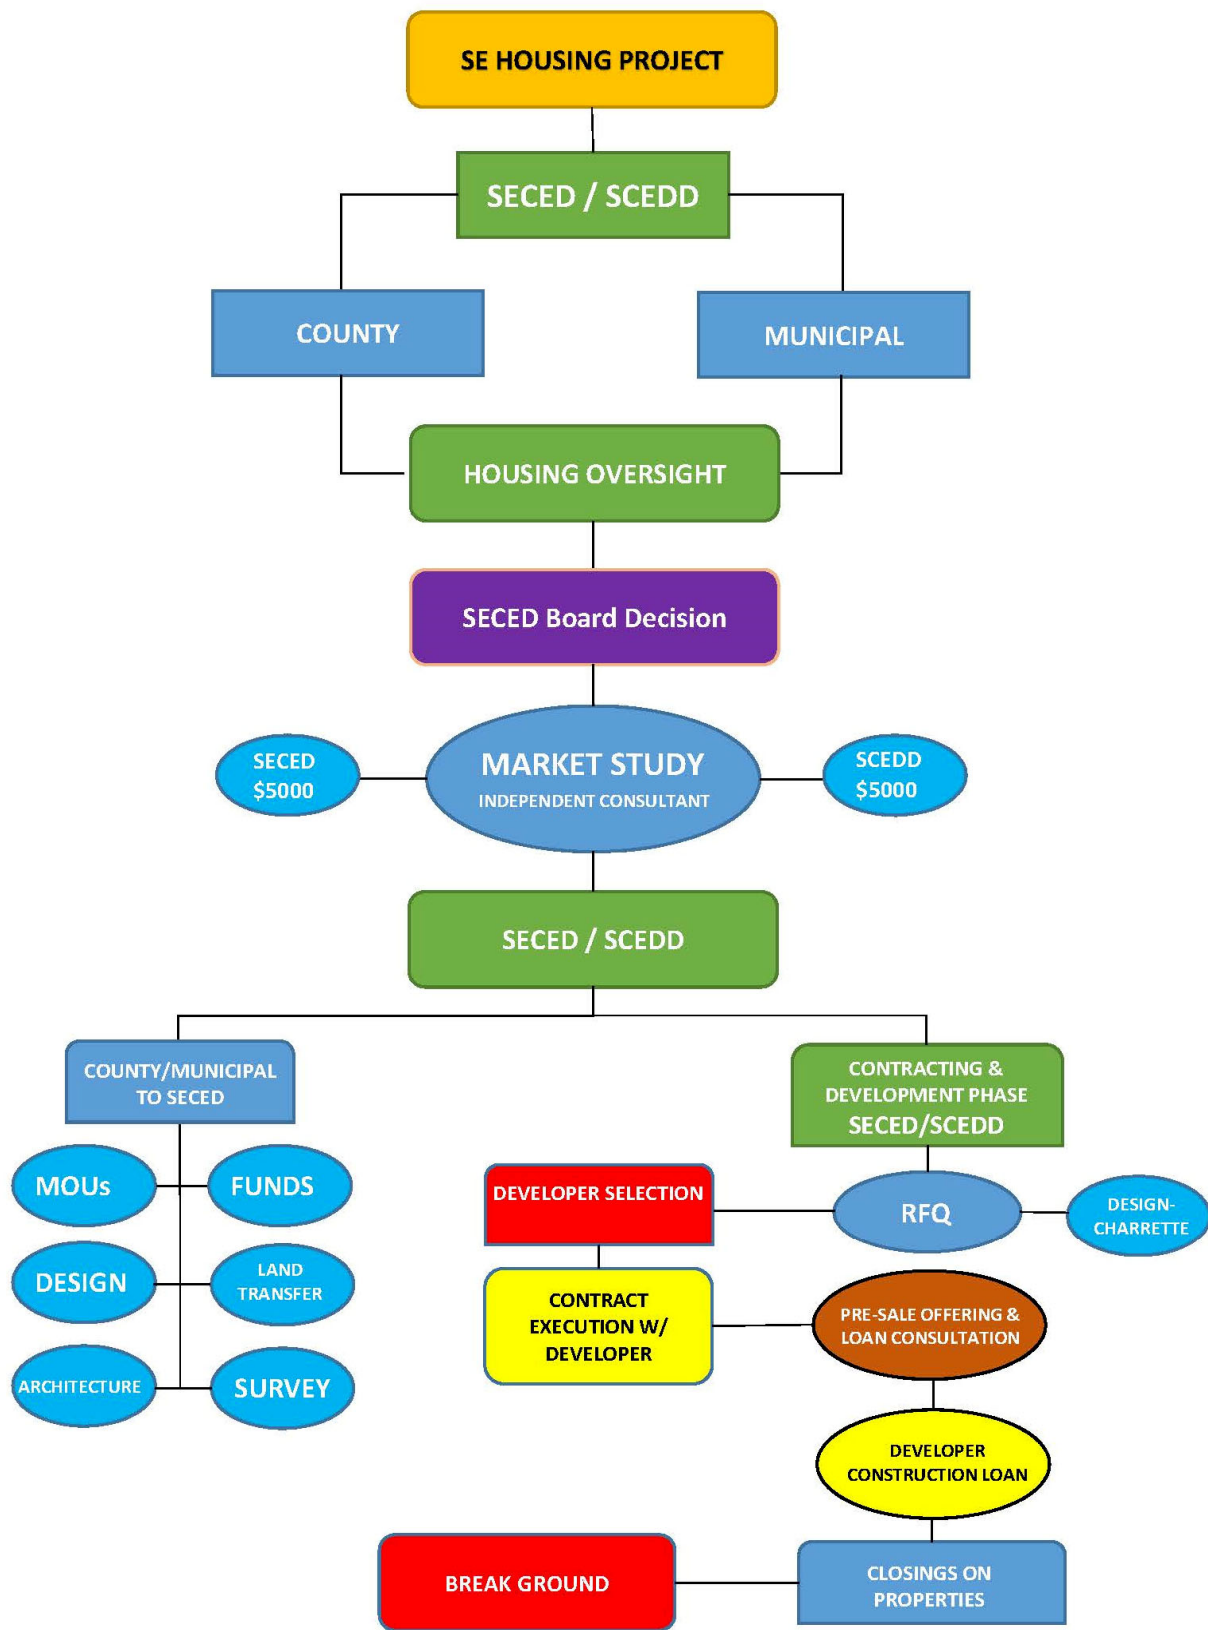 SE HOUSING PROJECT
SECED / SCEDD
COUNTY
MUNICIPAL
HOUSING OVERSIGHT
SECED Board Decision
SECED
$5000
MARKET STUDY
INDEPENDENT CONSULTANT
SCEDD
$5000
SECED / SCEDD
COUNTY/MUNICIPAL
TO SECED
CONTRACTING &
DEVELOPMENT PHASE
SECED/SCEDD
MOUs
FUNDS
DEVELOPER SELECTION
RFQ
DESIGN-
CHARRETTE
DESIGN
LAND
TRANSFER
CONTRACT
EXECUTION W/
DEVELOPER
PRE-SALE OFFERING &
LOAN CONSULTATION
ARCHITECTURE
SURVEY
DEVELOPER
CONSTRUCTION LOAN
BREAK GROUND
CLOSINGS ON
PROPERTIES